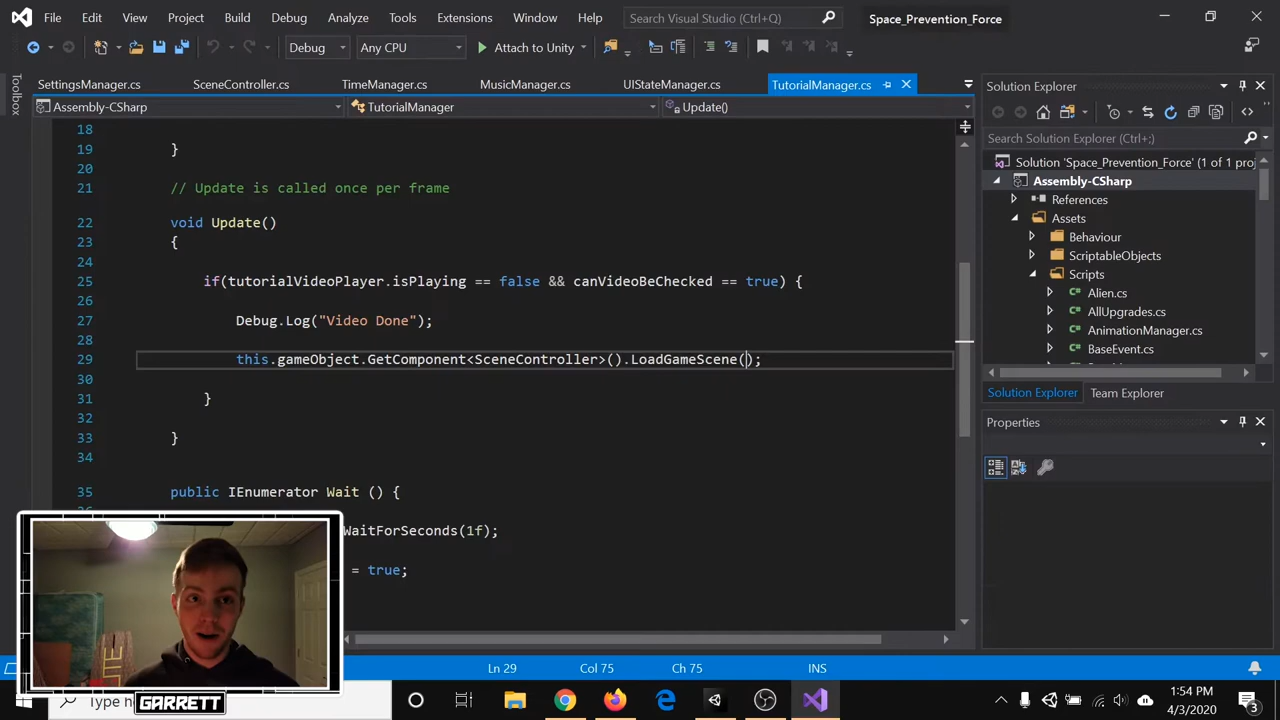 File Edit View Project Build Debug Test Analyze Tools Extensions Window Help Search Visual Studio (Ctrl+Q) Space_Prevention_Force
Debug Any CPU Attach to Unity
Toolbox
SettingsManager.cs SceneController.cs TimeManager.cs MusicManager.cs UIStateManager.cs TutorialManager.cs
Assembly-CSharp TutorialManager Update()
18
19 }
20
21 // Update is called once per frame
22 void Update()
23 {
24
25 if(tutorialVideoPlayer.isPlaying == false && canVideoBeChecked == true) {
26
27 Debug.Log("Video Done");
28
29 this.gameObject.GetComponent<SceneController>().LoadGameScene();
30
31 }
32
33 }
34
35 public IEnumerator Wait () {
WaitForSeconds(1f);
= true;
Solution Explorer
Search Solution Explorer (Ctrl+;)
Solution 'Space_Prevention_Force' (1 of 1 proj
Assembly-CSharp
References
Assets
Behaviour
ScriptableObjects
Scripts
Alien.cs
AllUpgrades.cs
AnimationManager.cs
BaseEvent.cs
Solution Explorer Team Explorer
Properties
Ln 29 Col 75 Ch 75 INS
GARRETT
Type he
1:54 PM
4/3/2020
3